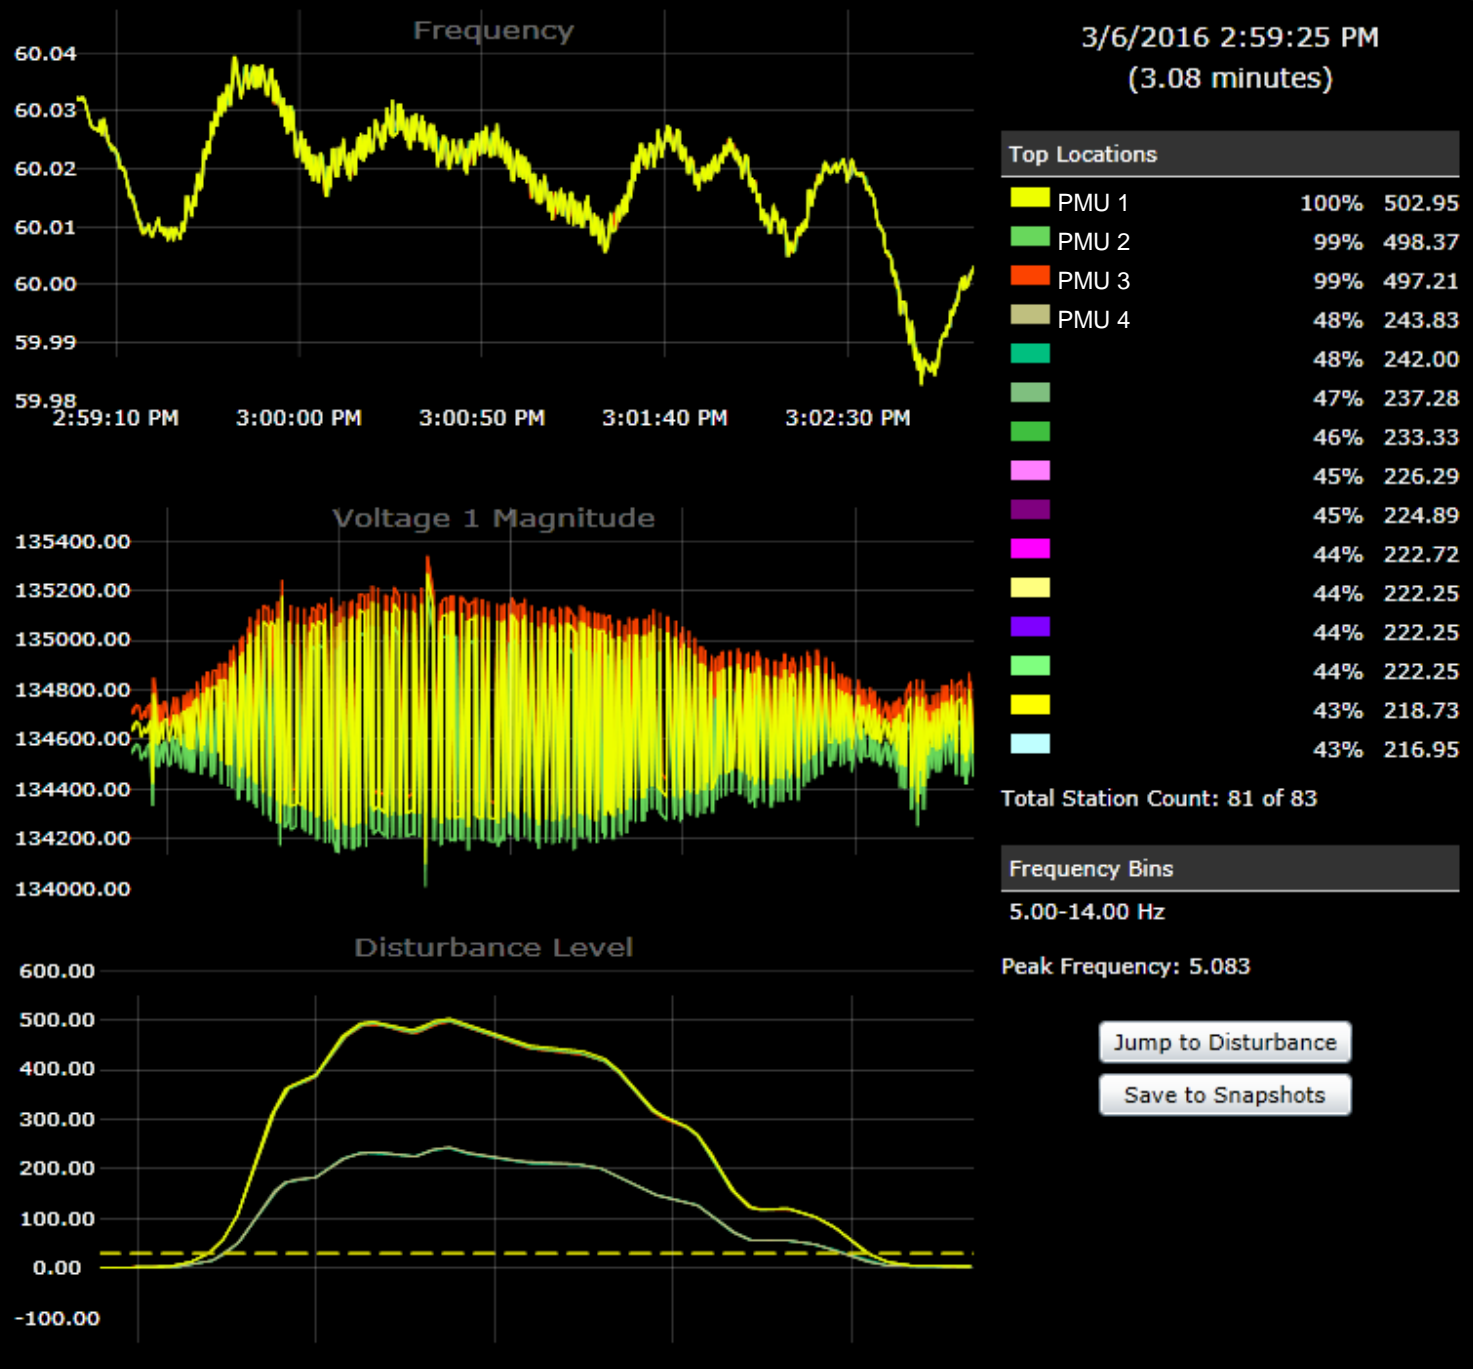 Frequency
60.04
60.03
60.02
60.01
60.00
59.99
59.98
2:59:10 PM 3:00:00 PM 3:00:50 PM 3:01:40 PM 3:02:30 PM
Voltage 1 Magnitude
135400.00
135200.00
135000.00
134800.00
134600.00
134400.00
134200.00
134000.00
Disturbance Level
600.00
500.00
400.00
300.00
200.00
100.00
0.00
-100.00
3/6/2016 2:59:25 PM
(3.08 minutes)
Top Locations
PMU 1 100% 502.95
PMU 2 99% 498.37
PMU 3 99% 497.21
PMU 4 48% 243.83
48% 242.00
47% 237.28
46% 233.33
45% 226.29
45% 224.89
44% 222.72
44% 222.25
44% 222.25
44% 222.25
43% 218.73
43% 216.95
Total Station Count: 81 of 83
Frequency Bins
5.00-14.00 Hz
Peak Frequency: 5.083
Jump to Disturbance
Save to Snapshots